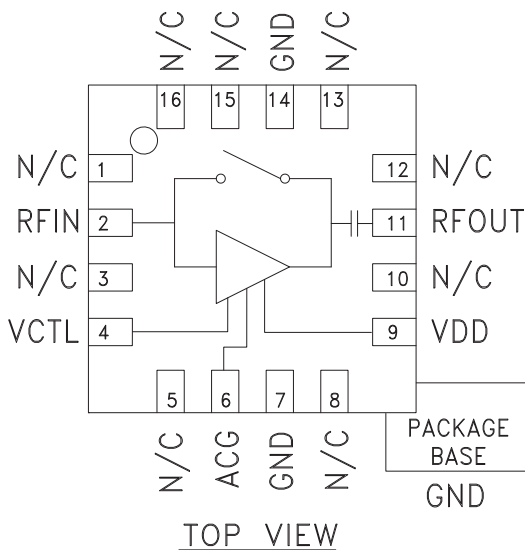 N/C N/C GND N/C
16 15 14 13
N/C 1 12 N/C
RFIN 2 11 RFOUT
N/C 3 10 N/C
VCTL 4 9 VDD
5 6 7 8
N/C ACG GND N/C
PACKAGE
BASE
GND
TOP VIEW